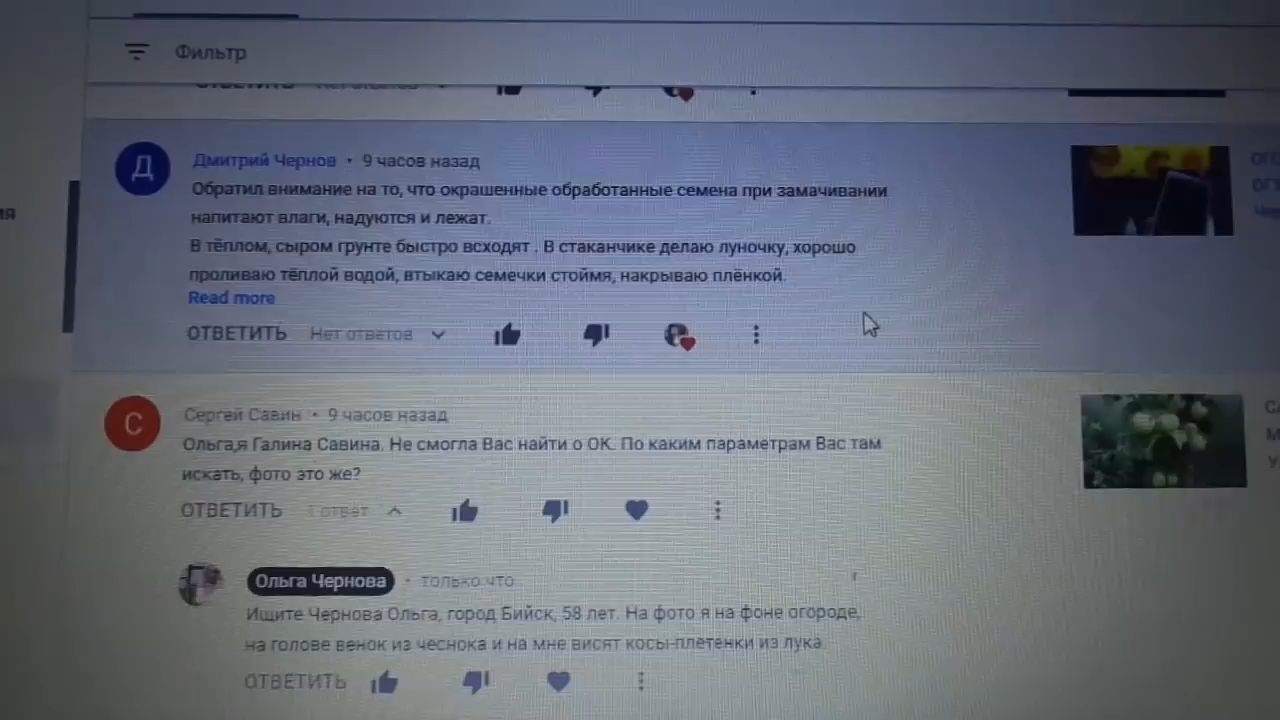 Фильтр
Д
Дмитрий Чернов • 9 часов назад
Обратил внимание на то, что окрашенные обработанные семена при замачивании
напитают влаги, надуются и лежат.
В тёплом, сыром грунте быстро всходят . В стаканчике делаю луночку, хорошо
проливаю тёплой водой, втыкаю семечки стоймя, накрываю плёнкой.
Read more
ОТВЕТИТЬ Нет ответов
С
Сергей Савин • 9 часов назад
Ольга,я Галина Савина. Не смогла Вас найти о ОК. По каким параметрам Вас там
искать, фото это же?
ОТВЕТИТЬ 1 ответ
Ольга Чернова • только что
Ищите Чернова Ольга, город Бийск, 58 лет. На фото я на фоне огороде,
на голове венок из чеснока и на мне висят косы-плетенки из лука.
ОТВЕТИТЬ